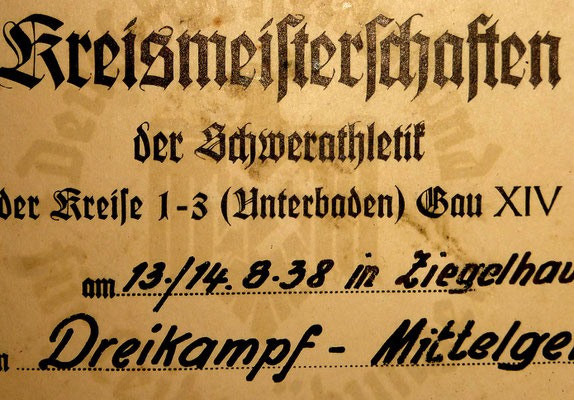 Kreismeisterschaften
der Schwerathletik
der Kreise 1-3 (Unterbaden) Gau XIV
am 13./14. 8.38 in Ziegelhau
n Dreikampf - Mittelge